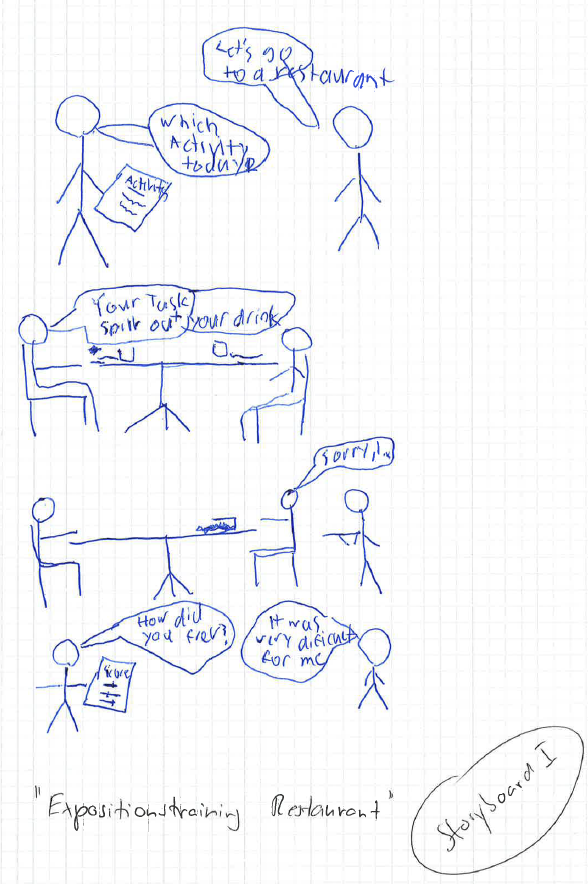 Let's go
to a restaurant
Which
Activity
today?
Activity
Your Task
spill out your drink
Sorry, I..
How did
you feel?
It was
very dificult
for me
Score
"Expositionstraining Restaurant"
Storyboard I